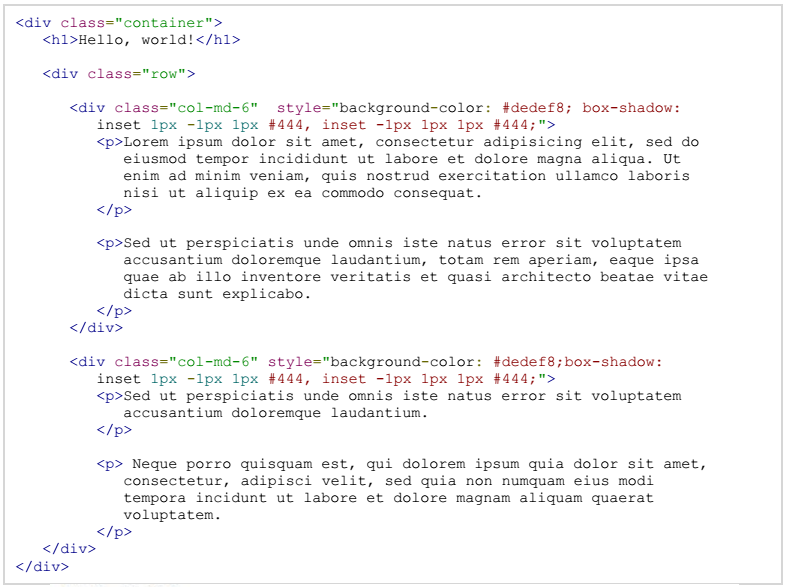 <div class="container">
   <h1>Hello, world!</h1>

   <div class="row">

      <div class="col-md-6"  style="background-color: #dedef8; box-shadow:
         inset 1px -1px 1px #444, inset -1px 1px 1px #444;">
         <p>Lorem ipsum dolor sit amet, consectetur adipisicing elit, sed do
            eiusmod tempor incididunt ut labore et dolore magna aliqua. Ut
            enim ad minim veniam, quis nostrud exercitation ullamco laboris
            nisi ut aliquip ex ea commodo consequat.
         </p>

         <p>Sed ut perspiciatis unde omnis iste natus error sit voluptatem
            accusantium doloremque laudantium, totam rem aperiam, eaque ipsa
            quae ab illo inventore veritatis et quasi architecto beatae vitae
            dicta sunt explicabo.
         </p>
      </div>

      <div class="col-md-6" style="background-color: #dedef8;box-shadow:
         inset 1px -1px 1px #444, inset -1px 1px 1px #444;">
         <p>Sed ut perspiciatis unde omnis iste natus error sit voluptatem
            accusantium doloremque laudantium.
         </p>

         <p> Neque porro quisquam est, qui dolorem ipsum quia dolor sit amet,
            consectetur, adipisci velit, sed quia non numquam eius modi
            tempora incidunt ut labore et dolore magnam aliquam quaerat
            voluptatem.
         </p>
   </div>
</div>